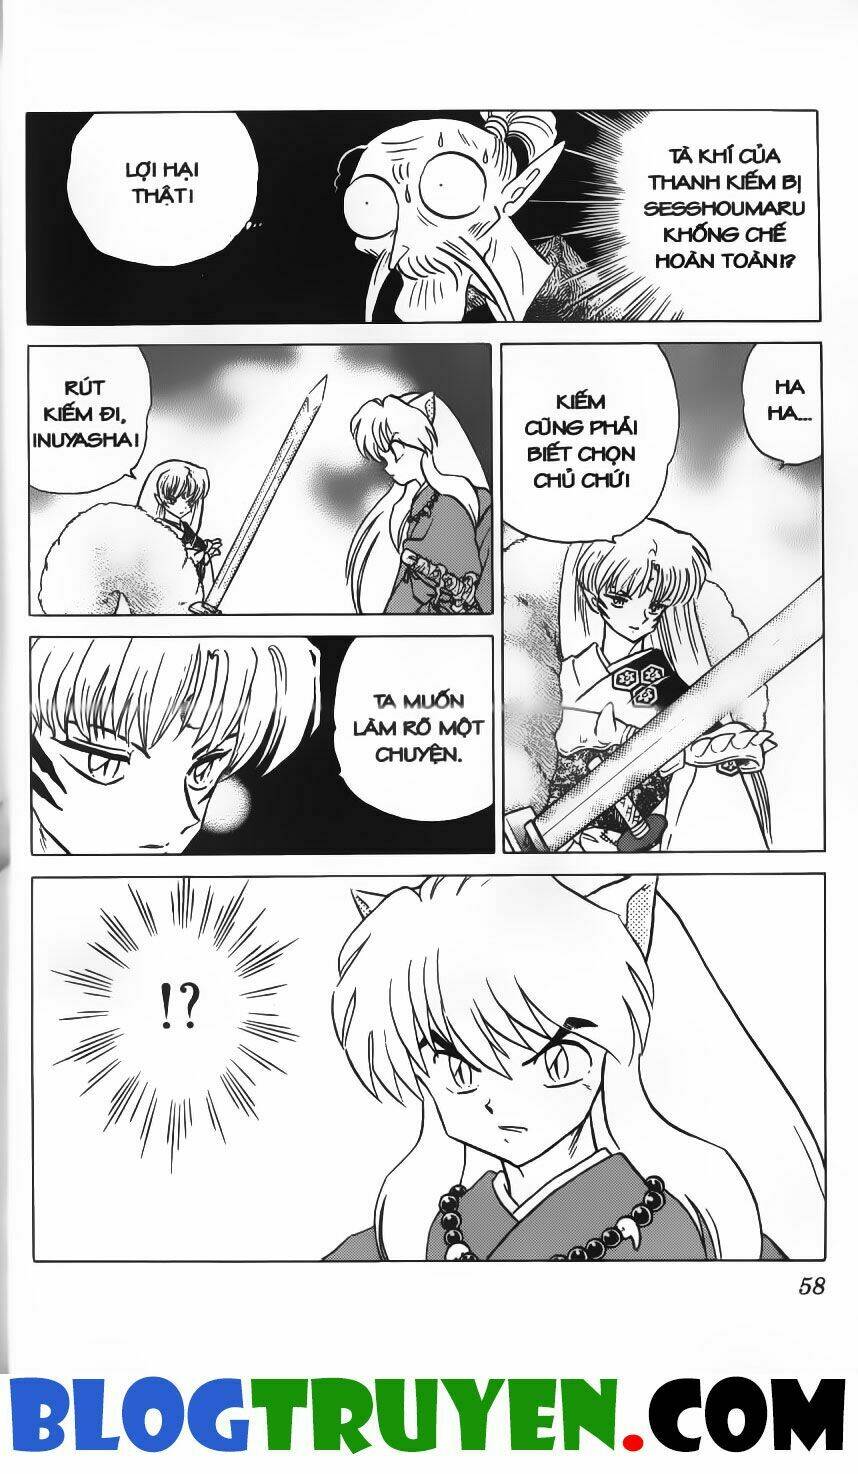 TÀ KHÍ CỦA
THANH KIẾM BỊ
SESSHOUMARU
KHỐNG CHẾ
HOÀN TOÀN!?
LỢI HẠI
THẬT!
HA
HA...
KIẾM
CŨNG PHẢI
BIẾT CHỌN
CHỦ CHỨ!
RÚT
KIẾM ĐI,
INUYASHA!
TA MUỐN
LÀM RÕ MỘT
CHUYỆN.
!?
58
BLOGTRUYEN.COM